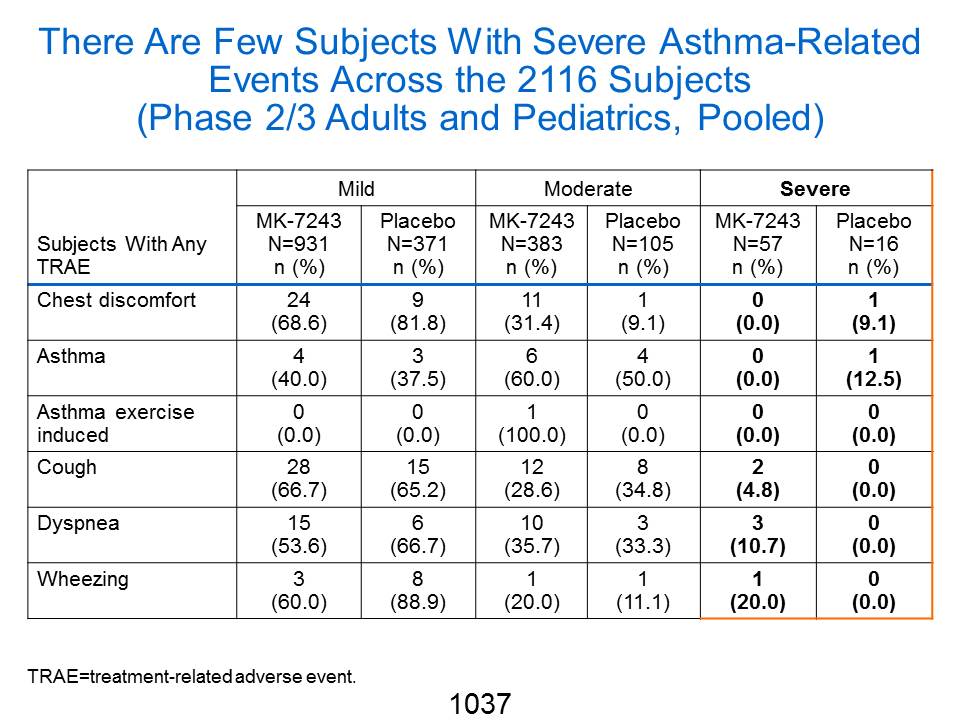 There Are Few Subjects With Severe Asthma-Related
Events Across the 2116 Subjects
(Phase 2/3 Adults and Pediatrics, Pooled)
Mild Moderate Severe
Subjects With Any
TRAE
MK-7243
N=931
n (%)
Placebo
N=371
n (%)
MK-7243
N=383
n (%)
Placebo
N=105
n (%)
MK-7243
N=57
n (%)
Placebo
N=16
n (%)
Chest discomfort 24 9 11 1 0 1
(68.6) (81.8) (31.4) (9.1) (0.0) (9.1)
Asthma 4 3 6 4 0 1
(40.0) (37.5) (60.0) (50.0) (0.0) (12.5)
Asthma exercise 0 0 1 0 0 0
induced (0.0) (0.0) (100.0) (0.0) (0.0) (0.0)
Cough 28 15 12 8 2 0
(66.7) (65.2) (28.6) (34.8) (4.8) (0.0)
Dyspnea 15 6 10 3 3 0
(53.6) (66.7) (35.7) (33.3) (10.7) (0.0)
Wheezing 3 8 1 1 1 0
(60.0) (88.9) (20.0) (11.1) (20.0) (0.0)
TRAE=treatment-related adverse event.
1037